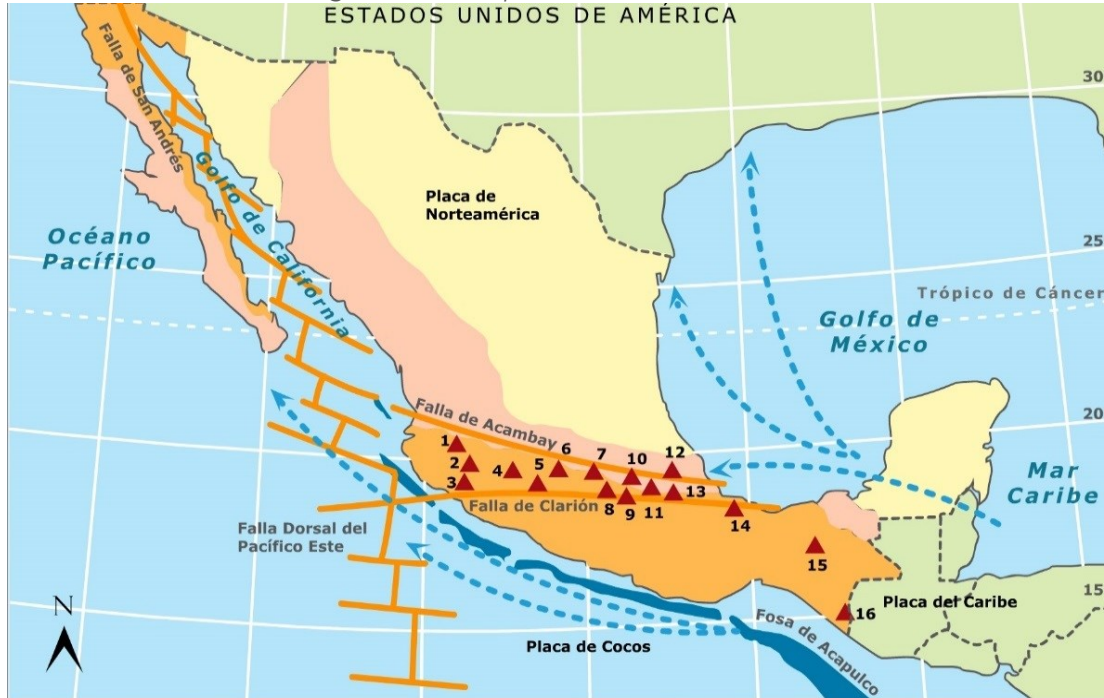 ESTADOS UNIDOS DE AMÉRICA
Falla de San Andrés
30
Golfo de California
Placa de
Norteamérica
Océano
Pacífico
25
Trópico de Cáncer
Golfo de
México
20
Falla de Acambay
1
2
3
4
5
6
7
8
9
10
11
12
13
14
15
16
Mar
Caribe
Falla de Clarión
Falla Dorsal del
Pacífico Este
15
N
Placa del Caribe
Placa de Cocos
Fosa de Acapulco